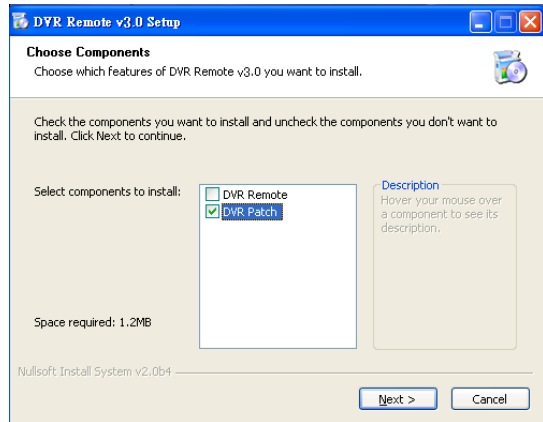 DVR Remote v3.0 Setup
Choose Components
Choose which features of DVR Remote v3.0 you want to install.
Check the components you want to install and uncheck the components you don't want to
install. Click Next to continue.
Select components to install:
DVR Remote
DVR Patch
Description
Hover your mouse over
a component to see its
description.
Space required: 1.2MB
Nullsoft Install System v2.0b4
Next >
Cancel